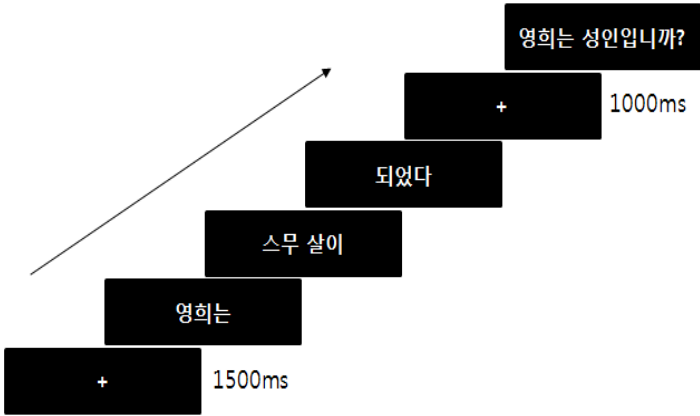 영희는 성인입니까?
+
1000ms
되었다
스무 살이
영희는
+
1500ms